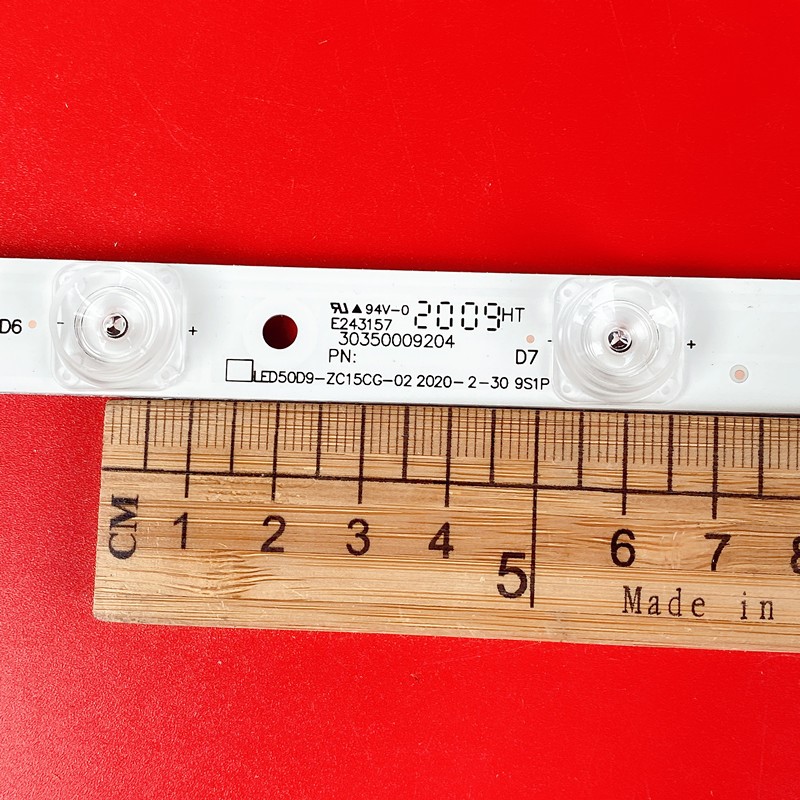 D6 - +
94V-0 2009HT
E243157
30350009204
PN:
D7 - +
LED50D9-ZC15CG-02 2020-2-30 9S1P
CM 1 2 3 4 5 6 7 8
Made in